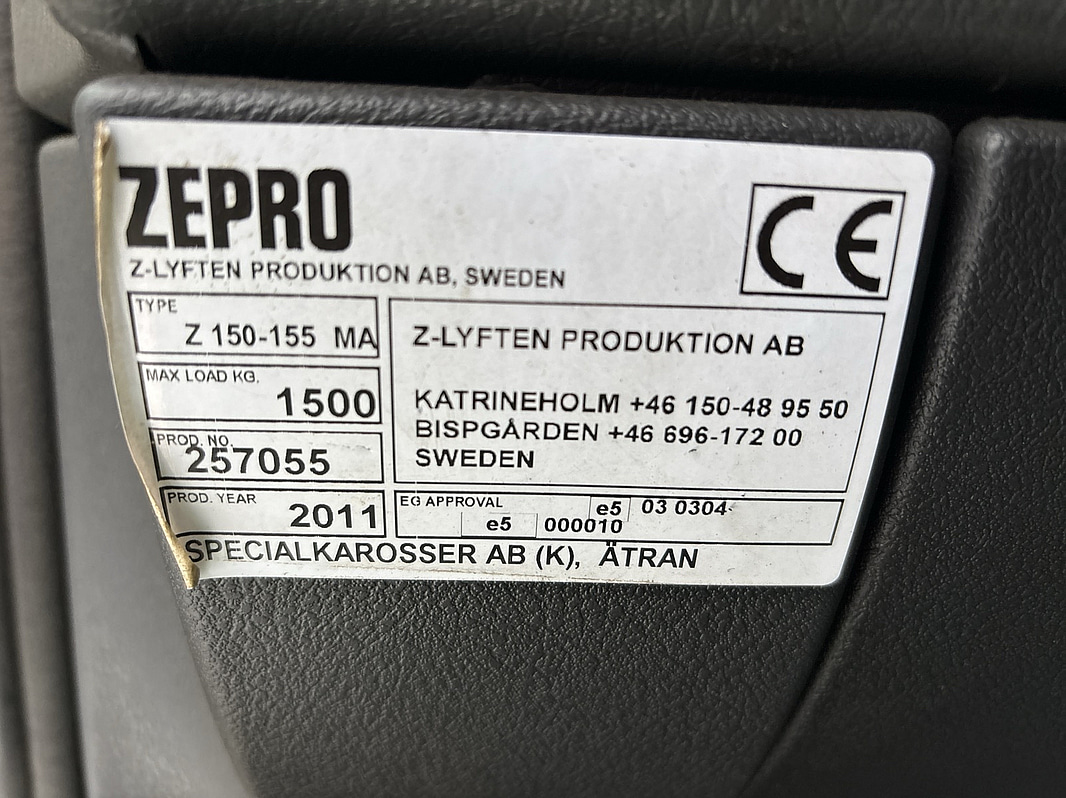 ZEPRO
CE
Z-LYFTEN PRODUKTION AB, SWEDEN
TYPE
Z 150-155 MA
MAX LOAD KG.
1500
PROD. NO.
257055
PROD. YEAR
2011
Z-LYFTEN PRODUKTION AB
KATRINEHOLM +46 150-48 95 50
BISPGÅRDEN +46 696-172 00
SWEDEN
EG APPROVAL
e5 03 0304
e5 000010
SPECIALKAROSSER AB (K), ÄTRAN